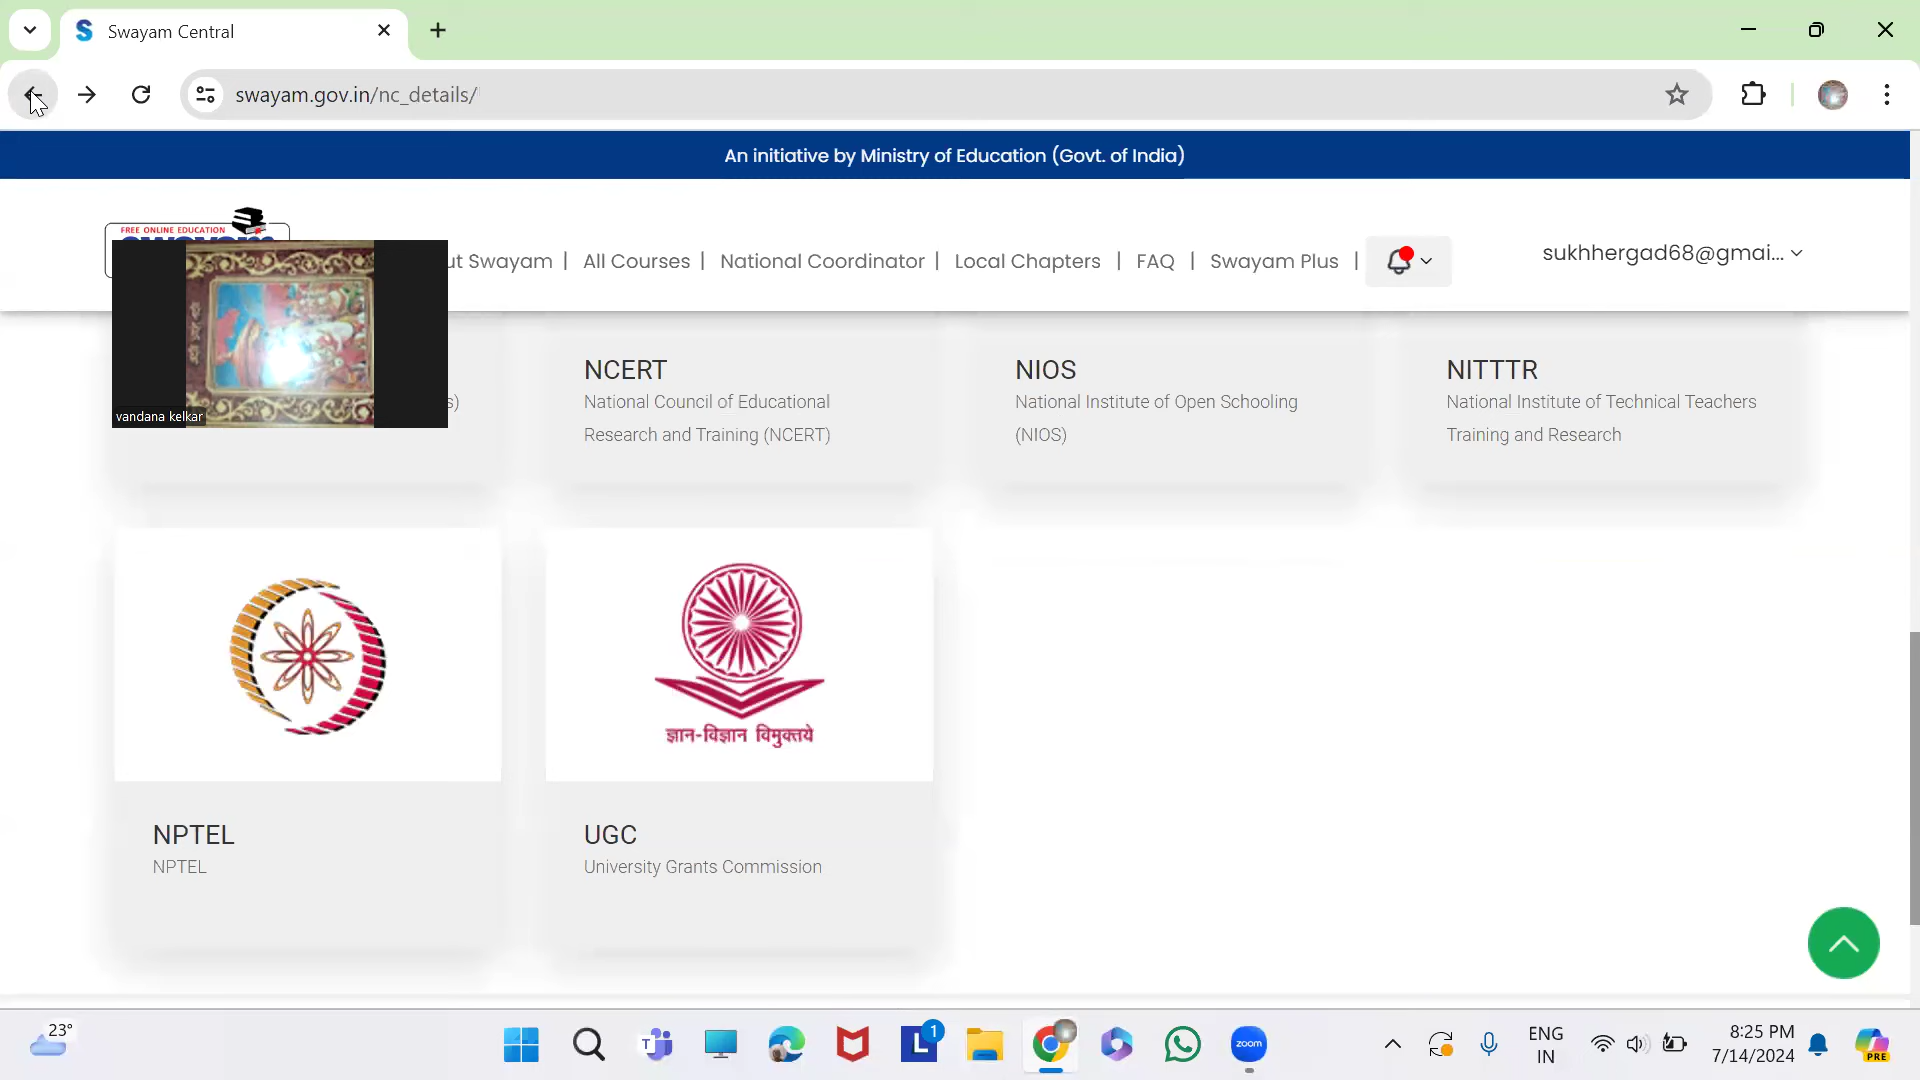 Swayam Central
swayam.gov.in/nc_details/
An initiative by Ministry of Education (Govt. of India)
FREE ONLINE EDUCATION
ut Swayam | All Courses | National Coordinator | Local Chapters | FAQ | Swayam Plus |
sukhhergad68@gmai...
vandana kelkar
s)
NCERT
National Council of Educational
Research and Training (NCERT)
NIOS
National Institute of Open Schooling
(NIOS)
NITTTR
National Institute of Technical Teachers
Training and Research
ज्ञान-विज्ञान विमुक्तये
NPTEL
NPTEL
UGC
University Grants Commission
23°
T
L
1
zoom
ENG
IN
8:25 PM
7/14/2024
PRE